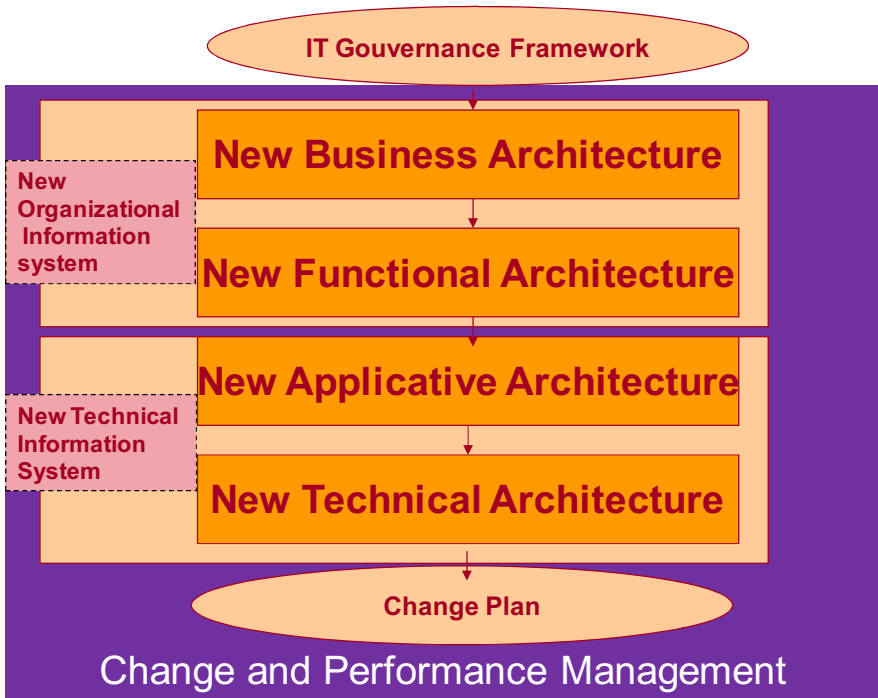 IT Gouvernance Framework
New Business Architecture
New
Organizational
Information
system
New Functional Architecture
New Applicative Architecture
New Technical
Information
System
New Technical Architecture
Change Plan
Change and Performance Management